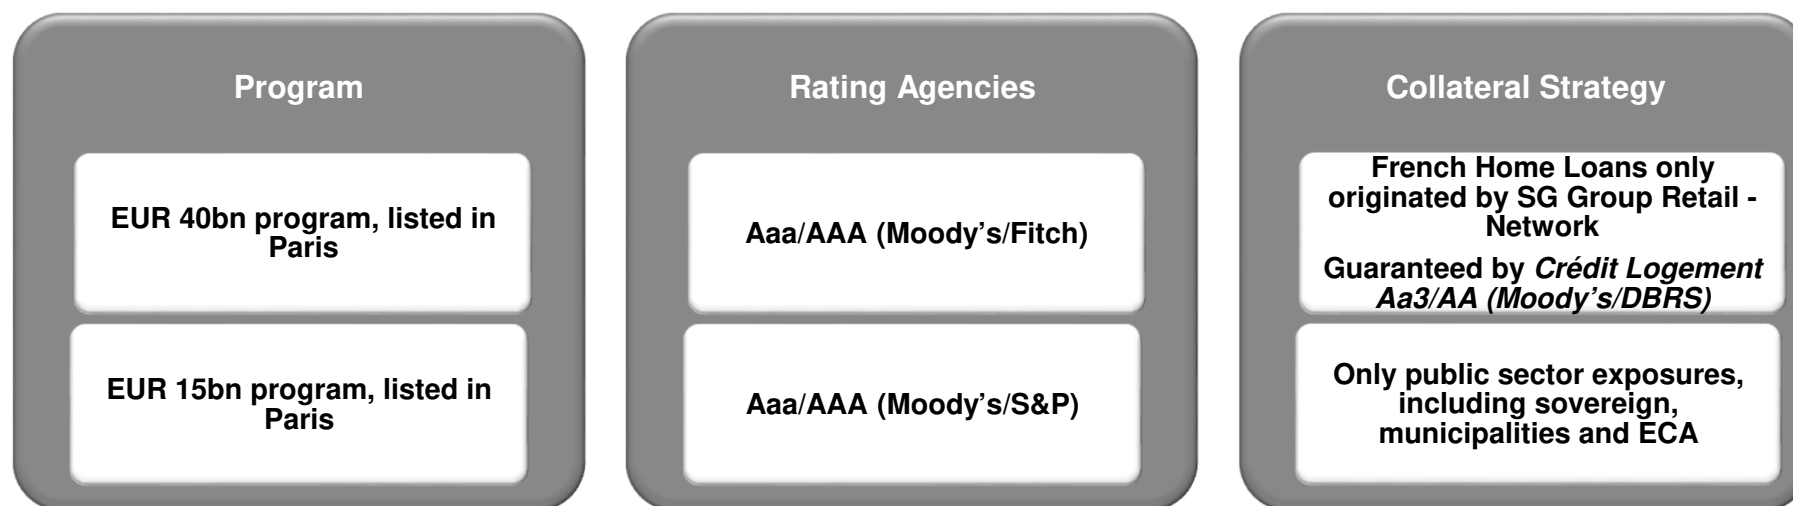 Program
EUR 40bn program, listed in
Paris
EUR 15bn program, listed in
Paris
Rating Agencies
Aaa/AAA (Moody’s/Fitch)
Aaa/AAA (Moody’s/S&P)
Collateral Strategy
French Home Loans only
originated by SG Group Retail -
Network
Guaranteed by Crédit Logement
Aa3/AA (Moody’s/DBRS)
Only public sector exposures,
including sovereign,
municipalities and ECA